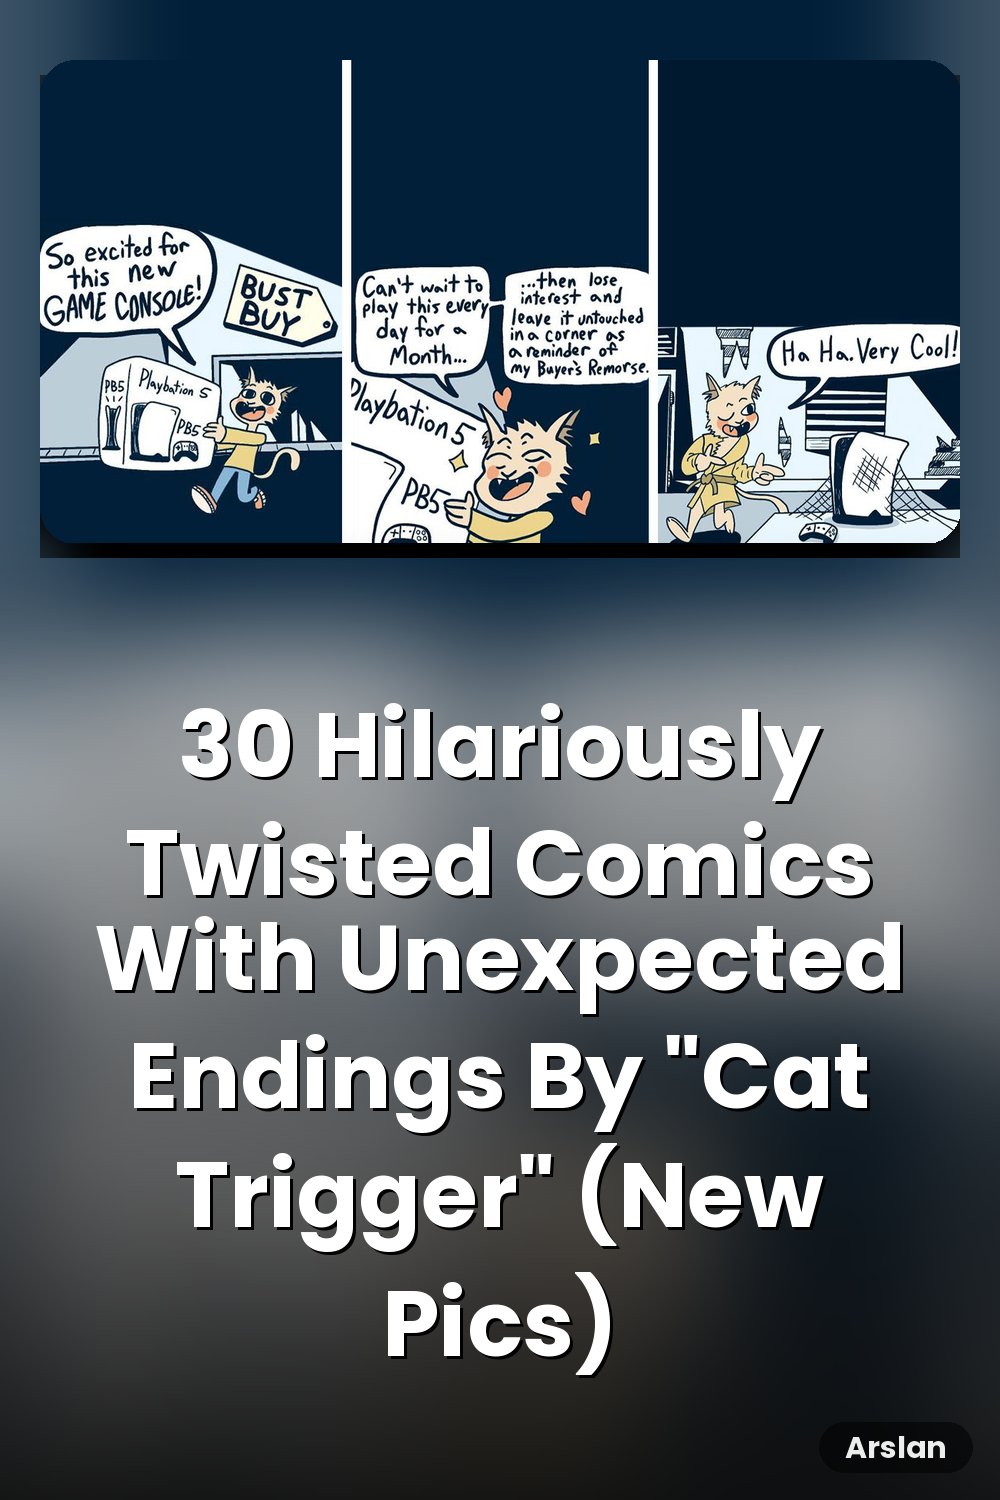 So excited for
this new
GAME CONSOLE!
BUST
BUY
PB5
Playbation 5
PB5
Can't wait to
play this every
day for a
Month...
...then lose
interest and
leave it untouched
in a corner as
a reminder of
my Buyer's Remorse.
Playbation 5
PB5
Ha Ha. Very Cool!
30 Hilariously
Twisted Comics
With Unexpected
Endings By "Cat
Trigger" (New
Pics)
Arslan